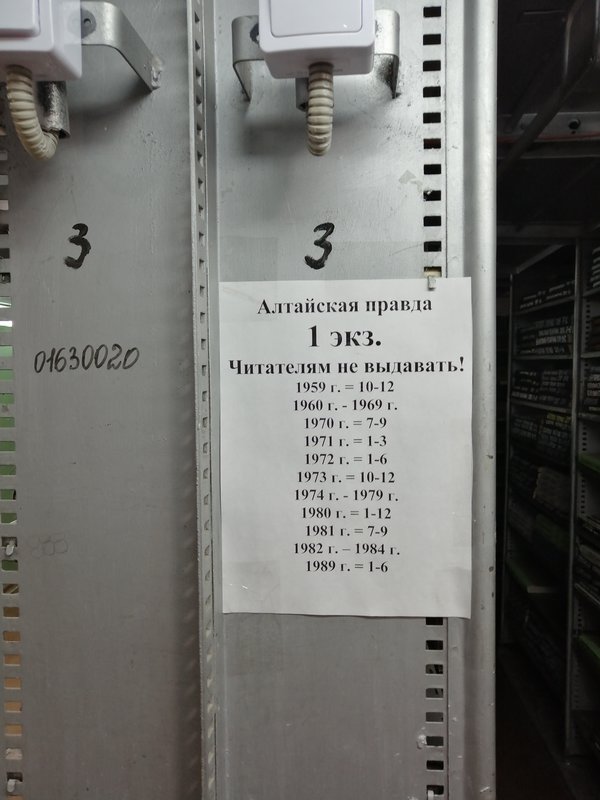 3
3
01630020
Алтайская правда
1 экз.
Читателям не выдавать!
1959 г. = 10-12
1960 г. - 1969 г.
1970 г. = 7-9
1971 г. = 1-3
1972 г. = 1-6
1973 г. = 10-12
1974 г. - 1979 г.
1980 г. = 1-12
1981 г. = 7-9
1982 г. – 1984 г.
1989 г. = 1-6